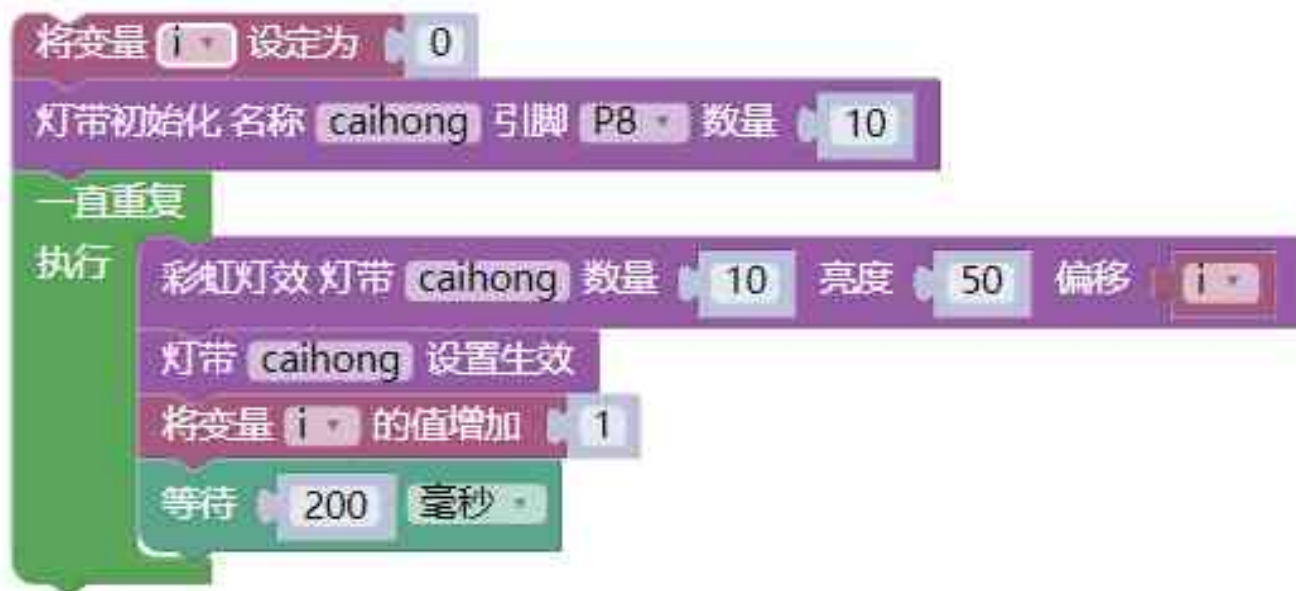 将变量 i 设定为 0
灯带初始化 名称 caihong 引脚 P8 数量 10
一直重复
执行 彩虹灯效 灯带 caihong 数量 10 亮度 50 偏移 i
灯带 caihong 设置生效
将变量 i 的值增加 1
等待 200 毫秒